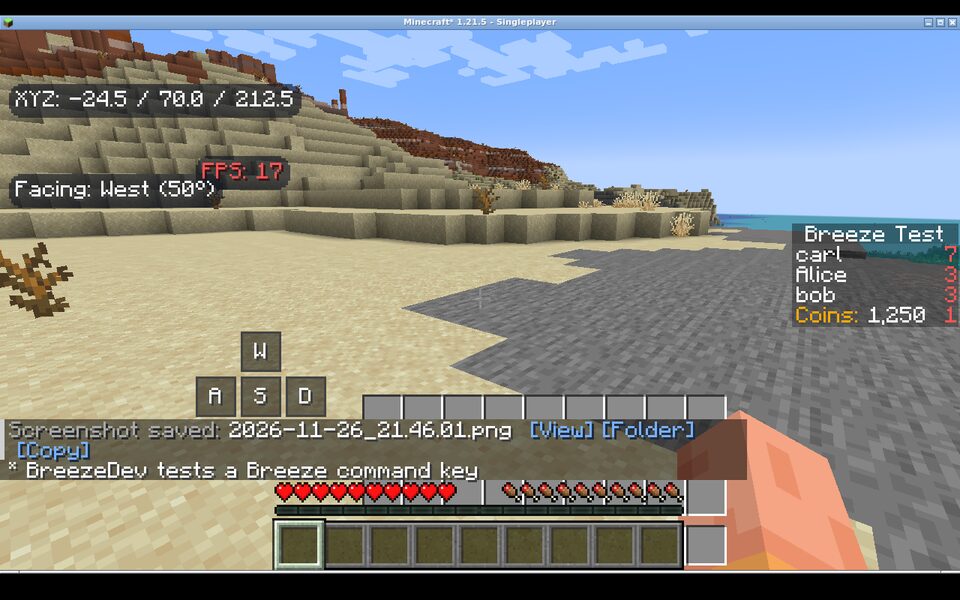 Minecraft* 1.21.5 - Singleplayer
XYZ: -24.5 / 70.0 / 212.5
FPS: 17
Facing: West (50°)
Breeze Test
carl 7
Alice 3
bob 3
Coins: 1,250 1
W
A S D
Screenshot saved: 2026-11-26_21.46.01.png [View] [Folder]
[Copy]
* BreezeDev tests a Breeze command key